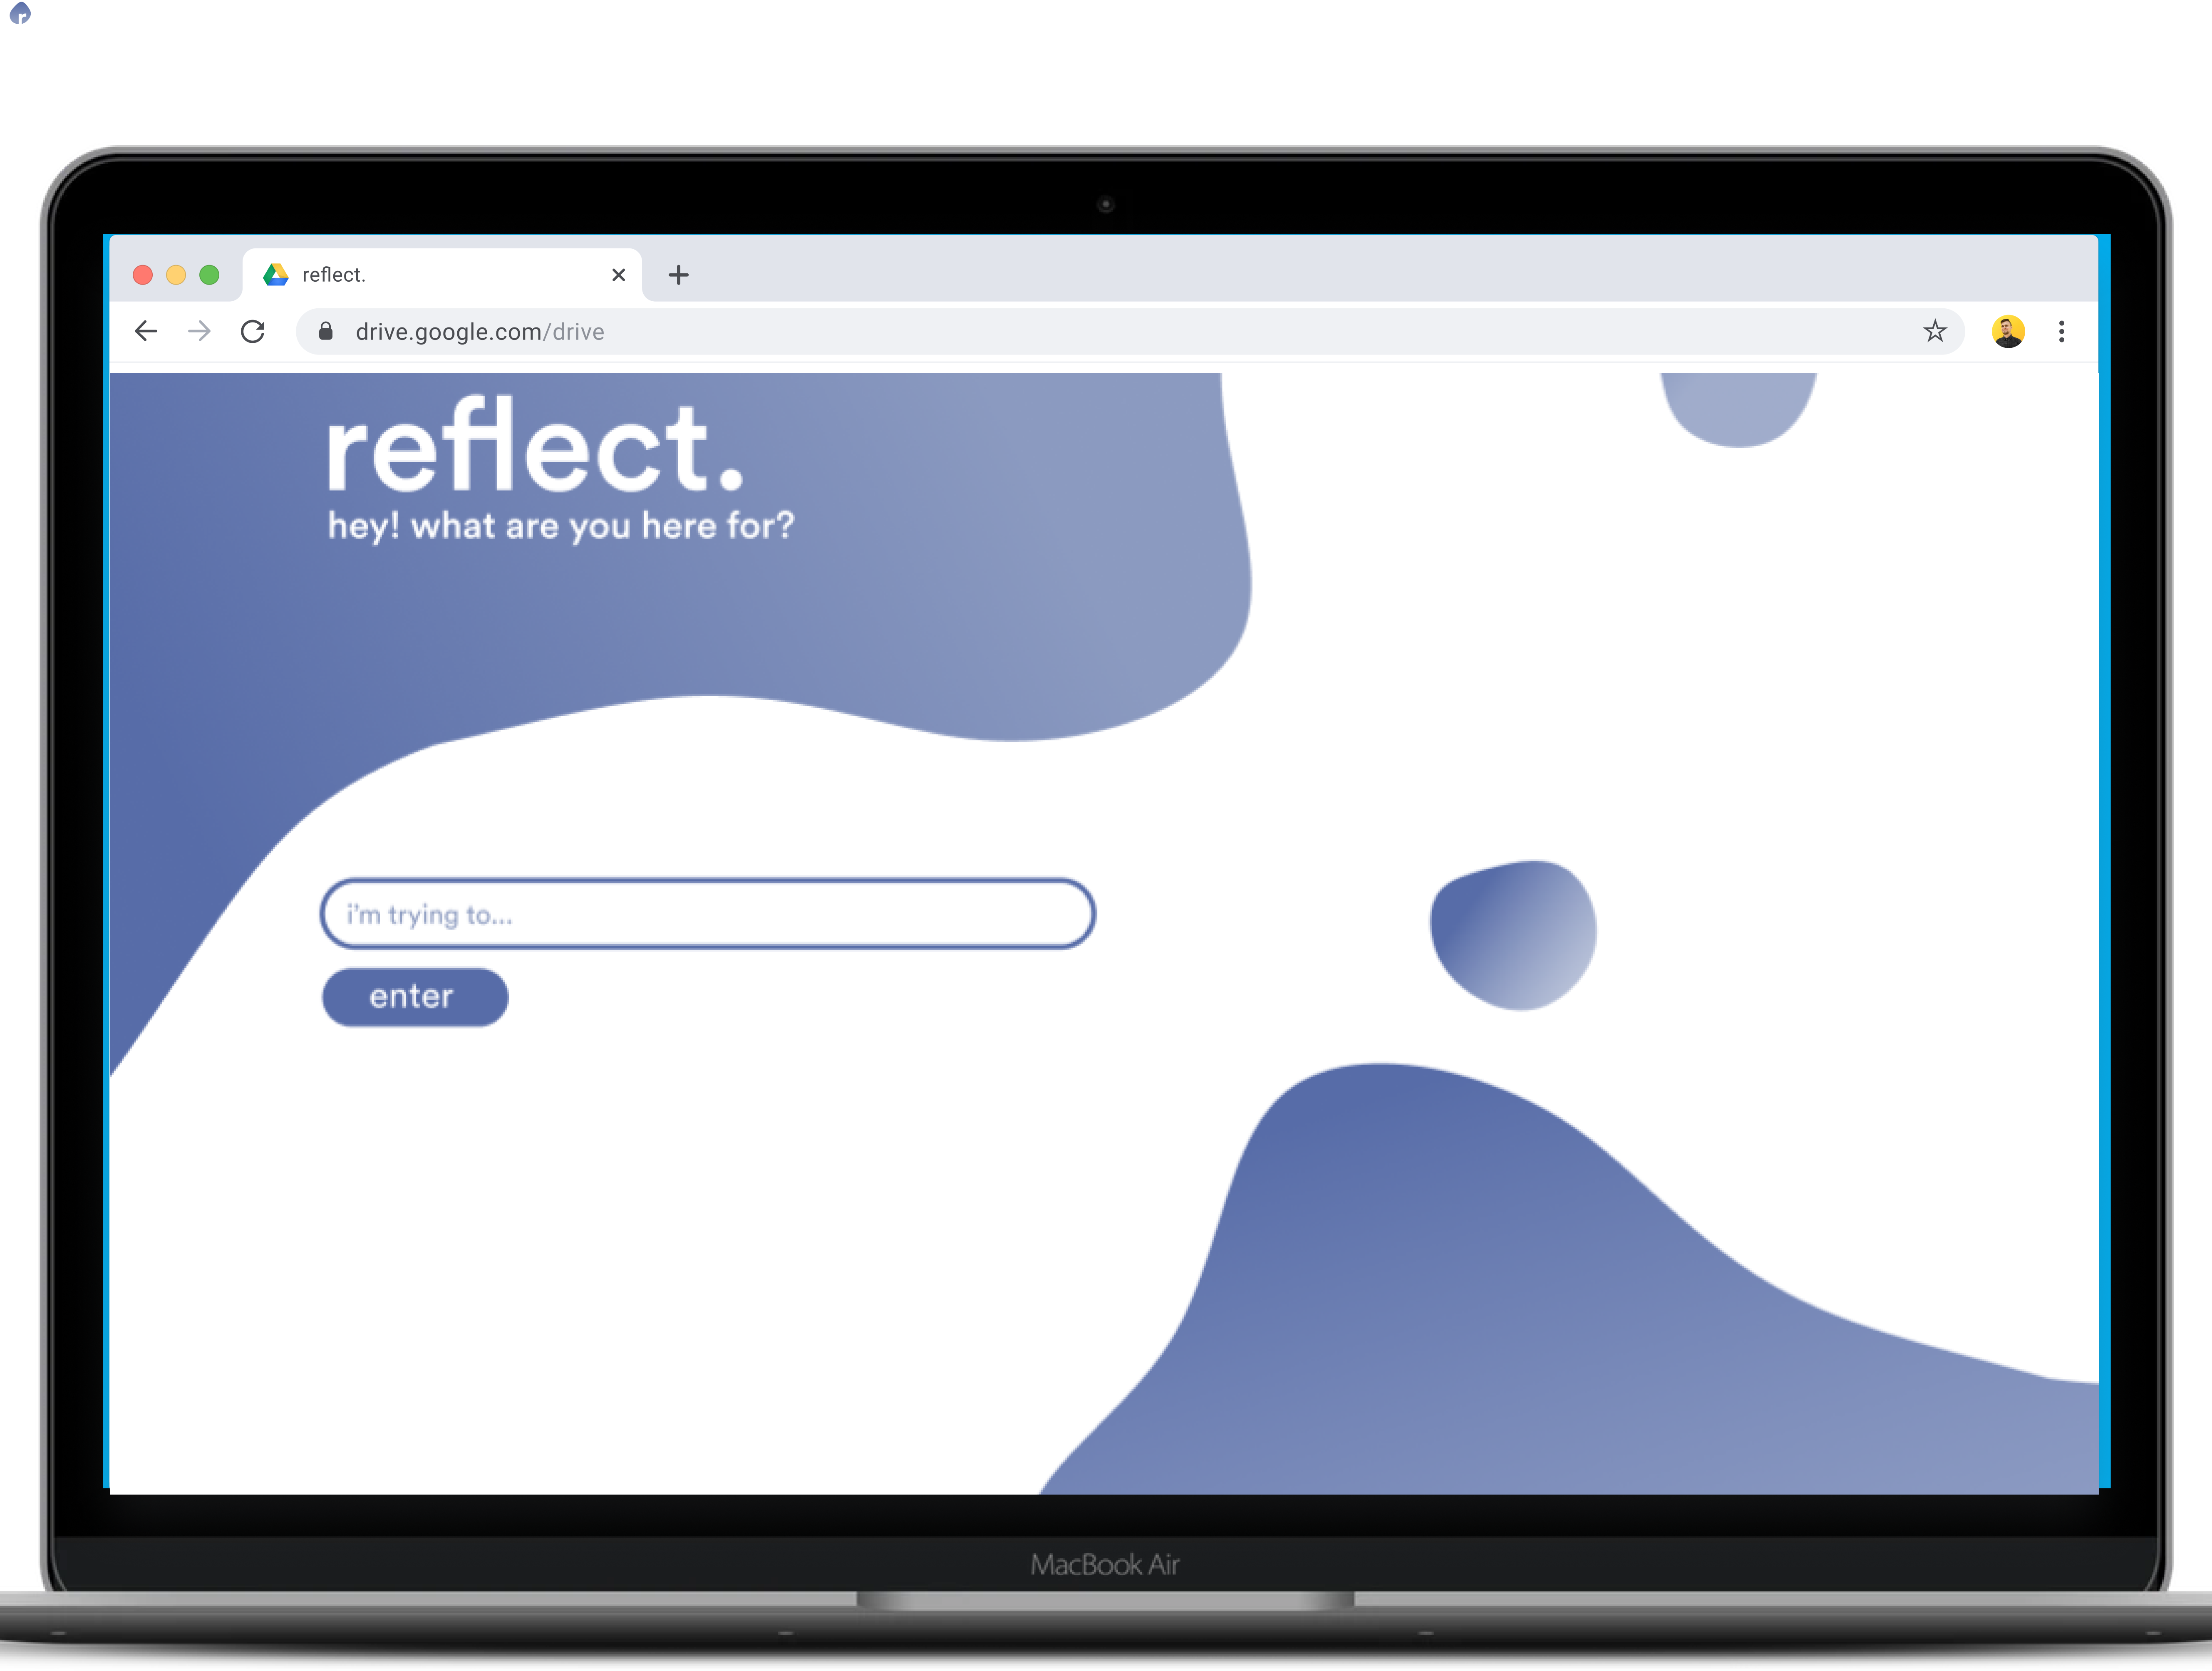 r
reflect.
drive.google.com/drive
reflect.
hey! what are you here for?
i'm trying to...
enter
MacBook Air